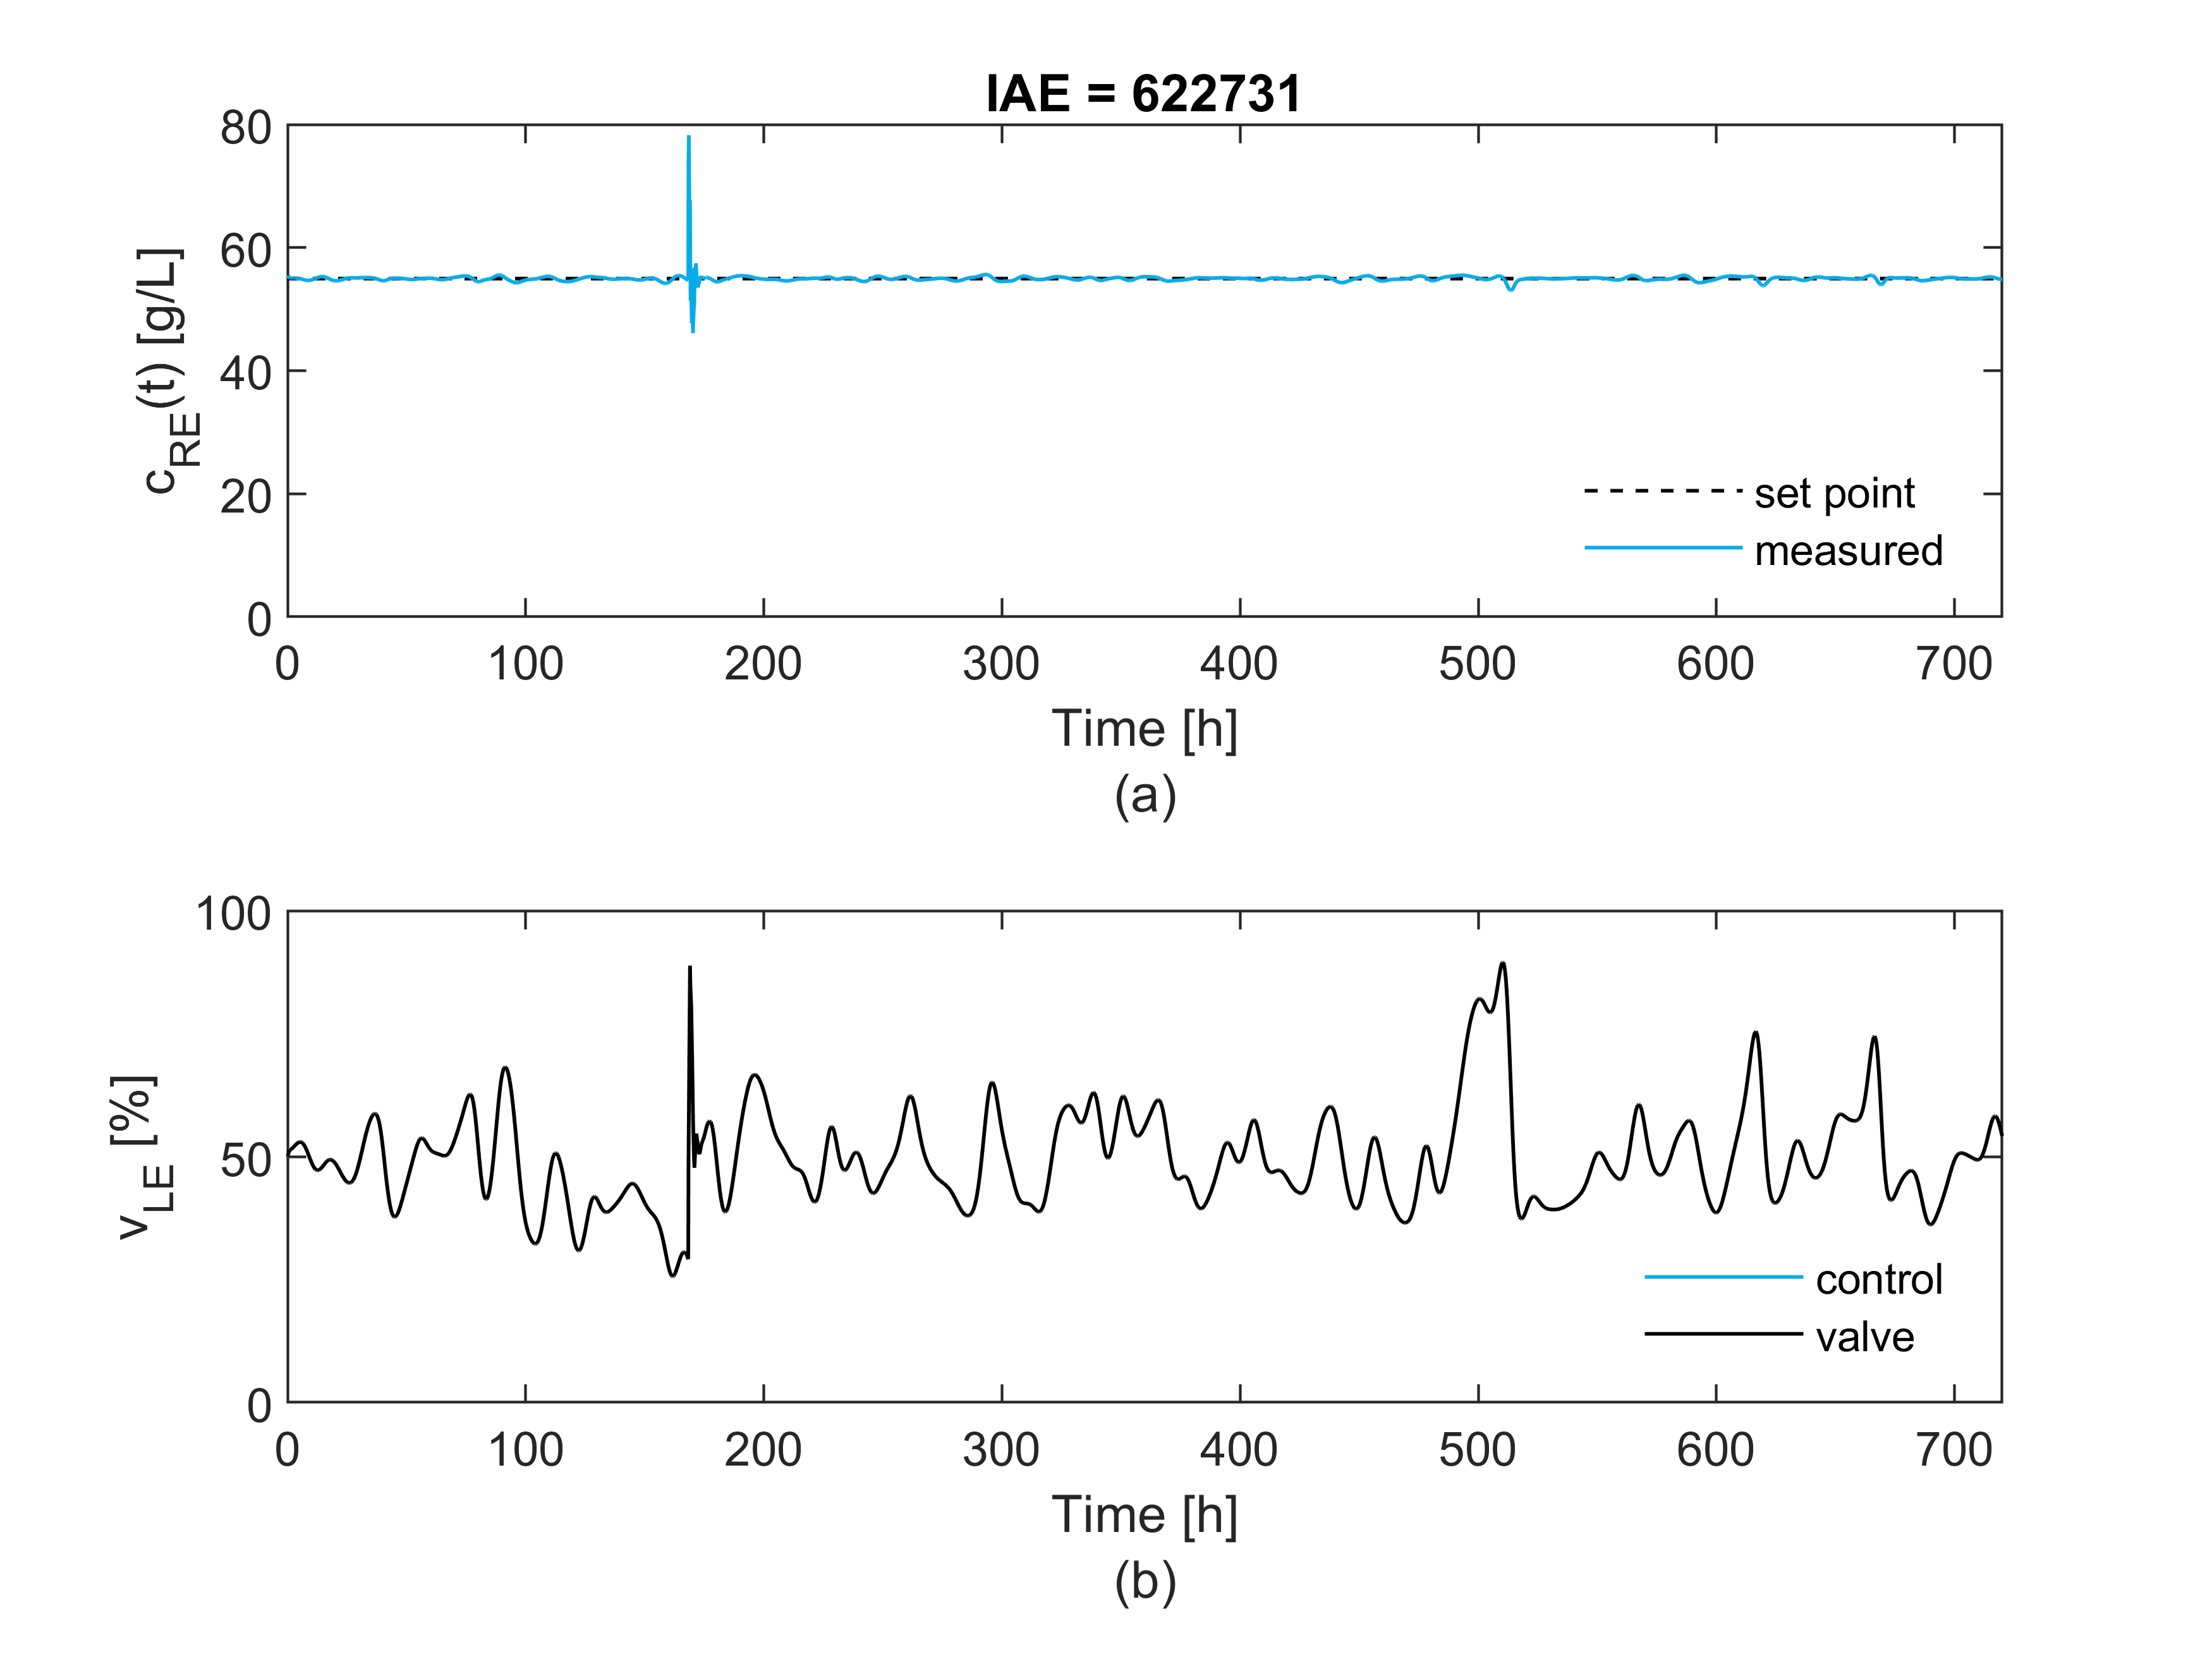 IAE = 622731
80
60
40
20
0
c_RE(t) [g/L]
set point
measured
0 100 200 300 400 500 600 700
Time [h]
(a)
100
50
0
v_LE [%]
control
valve
0 100 200 300 400 500 600 700
Time [h]
(b)